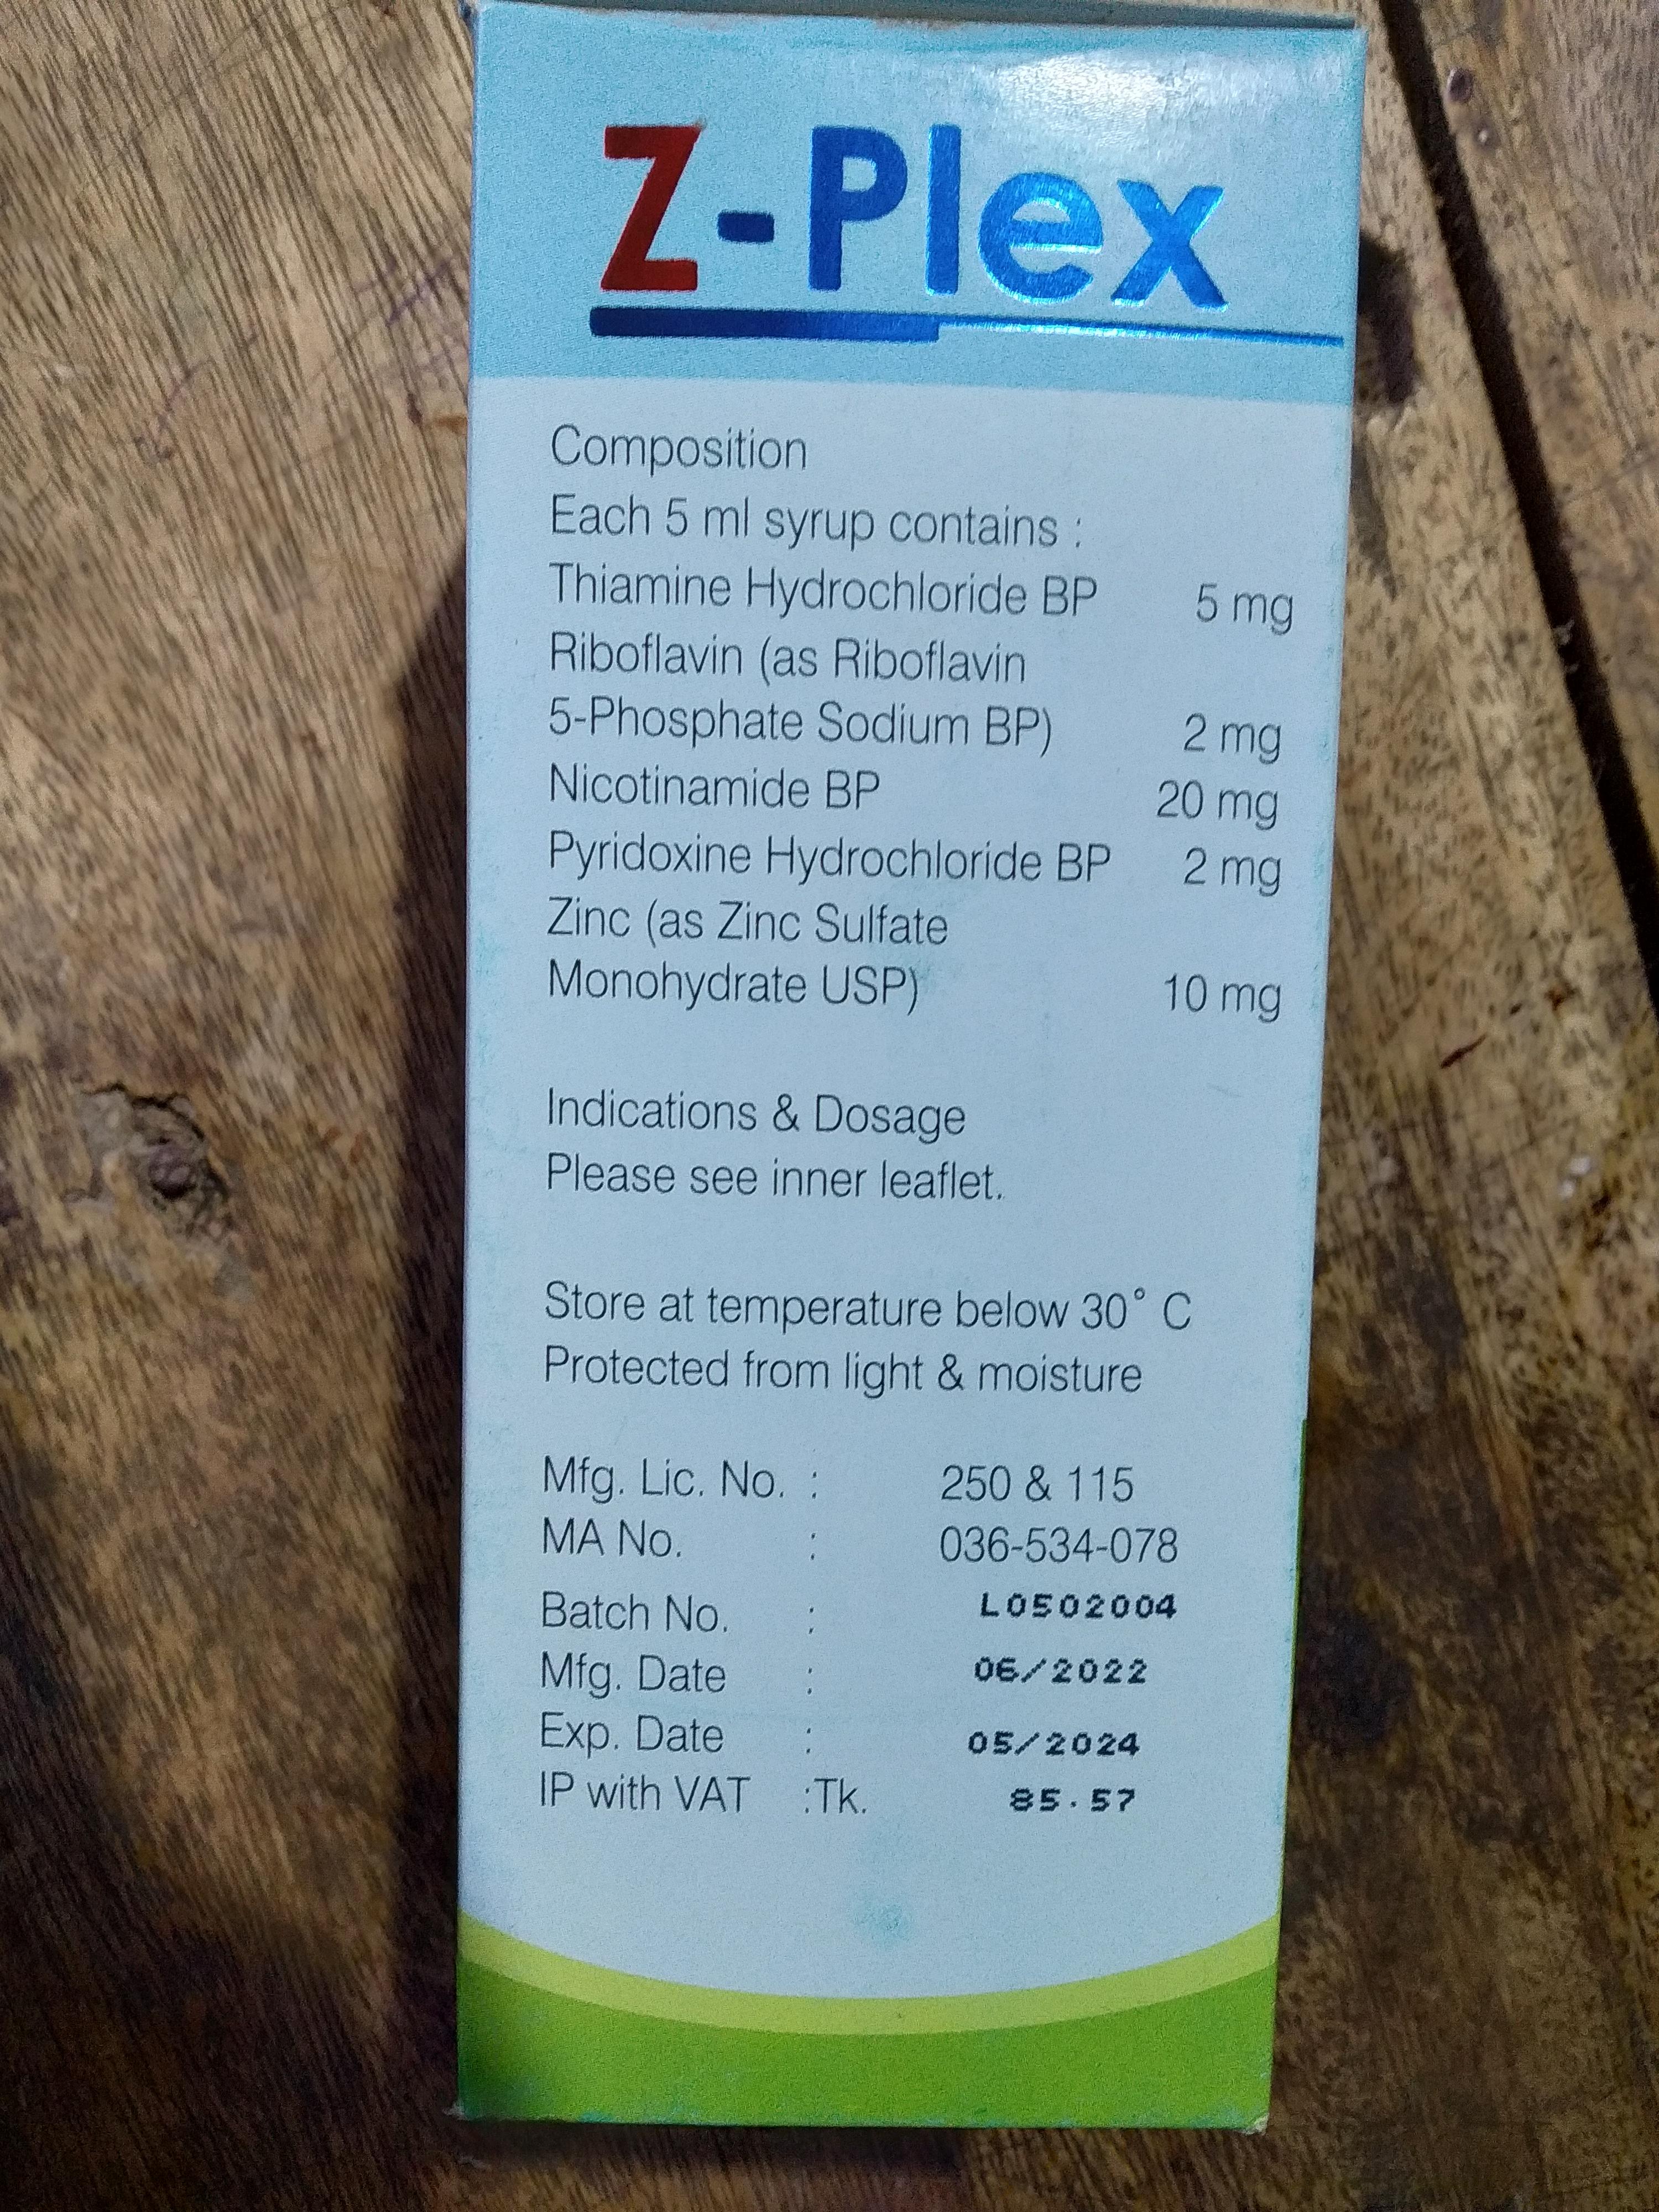 Z-Plex
Composition
Each 5 ml syrup contains :
Thiamine Hydrochloride BP 5 mg
Riboflavin (as Riboflavin
5-Phosphate Sodium BP) 2 mg
Nicotinamide BP 20 mg
Pyridoxine Hydrochloride BP 2 mg
Zinc (as Zinc Sulfate
Monohydrate USP) 10 mg
Indications & Dosage
Please see inner leaflet.
Store at temperature below 30° C
Protected from light & moisture
Mfg. Lic. No. : 250 & 115
MA No. : 036-534-078
Batch No. : L0502004
Mfg. Date : 06/2022
Exp. Date : 05/2024
IP with VAT :Tk. 85.57